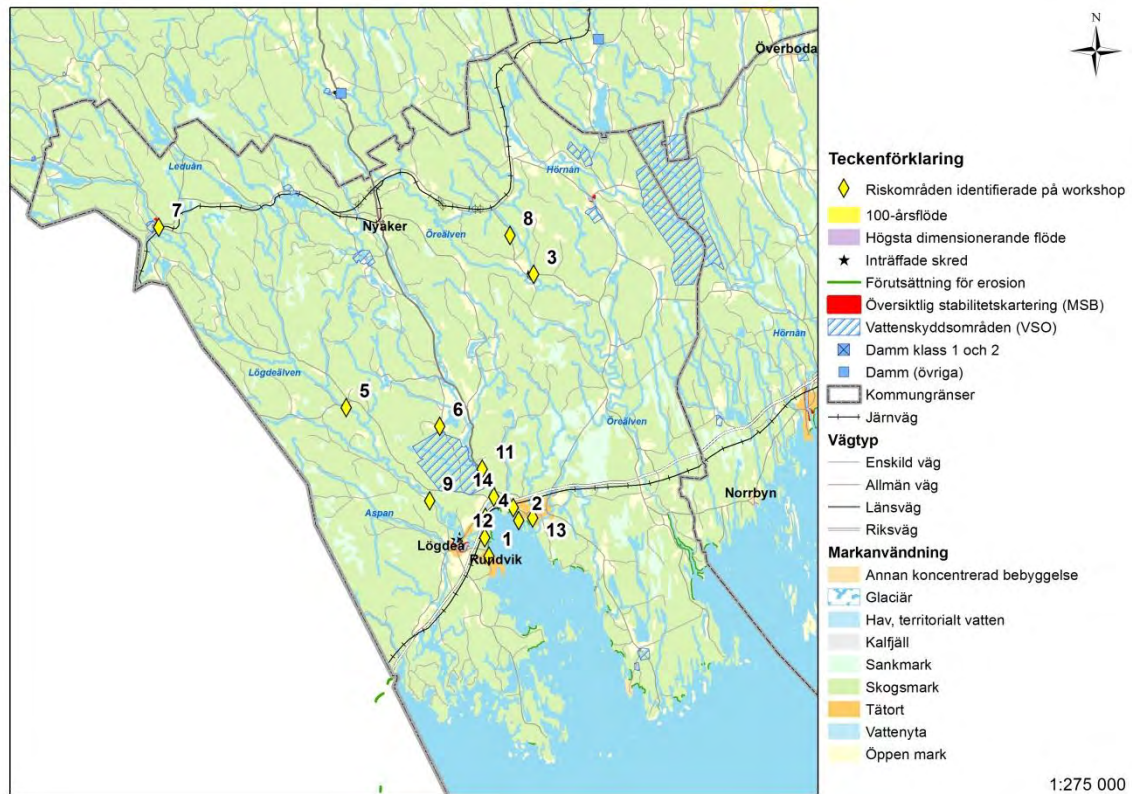 N
Överboda
Leduån
Hörnån
7
Nyåker
Öreälven
8
3
Hörnån
Lögdeälven
5
6
Öreälven
11
14
9
4
2
Norrbyn
Aspan
12
13
Lögdeå
1
Rundvik
Teckenförklaring
Riskområden identifierade på workshop
100-årsflöde
Högsta dimensionerande flöde
Inträffade skred
Förutsättning för erosion
Översiktlig stabilitetskartering (MSB)
Vattenskyddsområden (VSO)
Damm klass 1 och 2
Damm (övriga)
Kommungränser
Järnväg
Vägtyp
Enskild väg
Allmän väg
Länsväg
Riksväg
Markanvändning
Annan koncentrerad bebyggelse
Glaciär
Hav, territorialt vatten
Kalfjäll
Sankmark
Skogsmark
Tätort
Vattenyta
Öppen mark
1:275 000